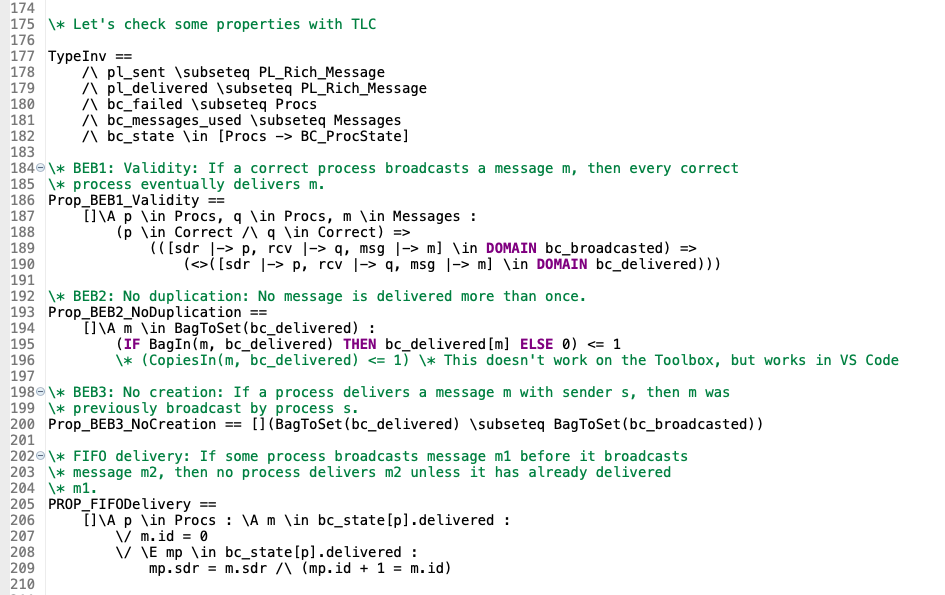 174
175 \* Let's check some properties with TLC
176
177 TypeInv ==
178     /\ pl_sent \subseteq PL_Rich_Message
179     /\ pl_delivered \subseteq PL_Rich_Message
180     /\ bc_failed \subseteq Procs
181     /\ bc_messages_used \subseteq Messages
182     /\ bc_state \in [Procs -> BC_ProcState]
183
184 \* BEB1: Validity: If a correct process broadcasts a message m, then every correct
185 \* process eventually delivers m.
186 Prop_BEB1_Validity ==
187     []\A p \in Procs, q \in Procs, m \in Messages :
188         (p \in Correct /\ q \in Correct) =>
189             (([sdr |-> p, rcv |-> q, msg |-> m] \in DOMAIN bc_broadcasted) =>
190                 (<>([sdr |-> p, rcv |-> q, msg |-> m] \in DOMAIN bc_delivered)))
191
192 \* BEB2: No duplication: No message is delivered more than once.
193 Prop_BEB2_NoDuplication ==
194     []\A m \in BagToSet(bc_delivered) :
195         (IF BagIn(m, bc_delivered) THEN bc_delivered[m] ELSE 0) <= 1
196         \* (CopiesIn(m, bc_delivered) <= 1) \* This doesn't work on the Toolbox, but works in VS Code
197
198 \* BEB3: No creation: If a process delivers a message m with sender s, then m was
199 \* previously broadcast by process s.
200 Prop_BEB3_NoCreation == [](BagToSet(bc_delivered) \subseteq BagToSet(bc_broadcasted))
201
202 \* FIFO delivery: If some process broadcasts message m1 before it broadcasts
203 \* message m2, then no process delivers m2 unless it has already delivered
204 \* m1.
205 PROP_FIFODelivery ==
206     []\A p \in Procs : \A m \in bc_state[p].delivered :
207         \/ m.id = 0
208         \/ \E mp \in bc_state[p].delivered :
209             mp.sdr = m.sdr /\ (mp.id + 1 = m.id)
210